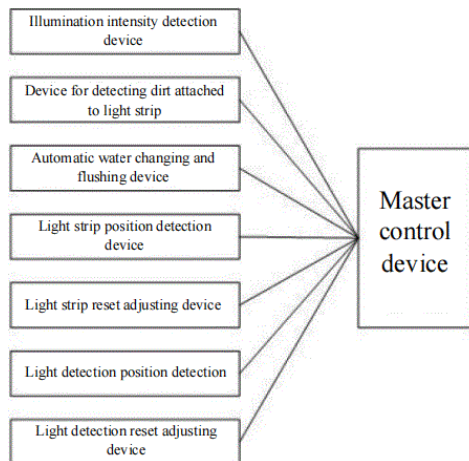 Illumination intensity detection
device
Device for detecting dirt attached
to light strip
Automatic water changing and
flushing device
Light strip position detection
device
Light strip reset adjusting device
Light detection position detection
Light detection reset adjusting
device
Master
control
device